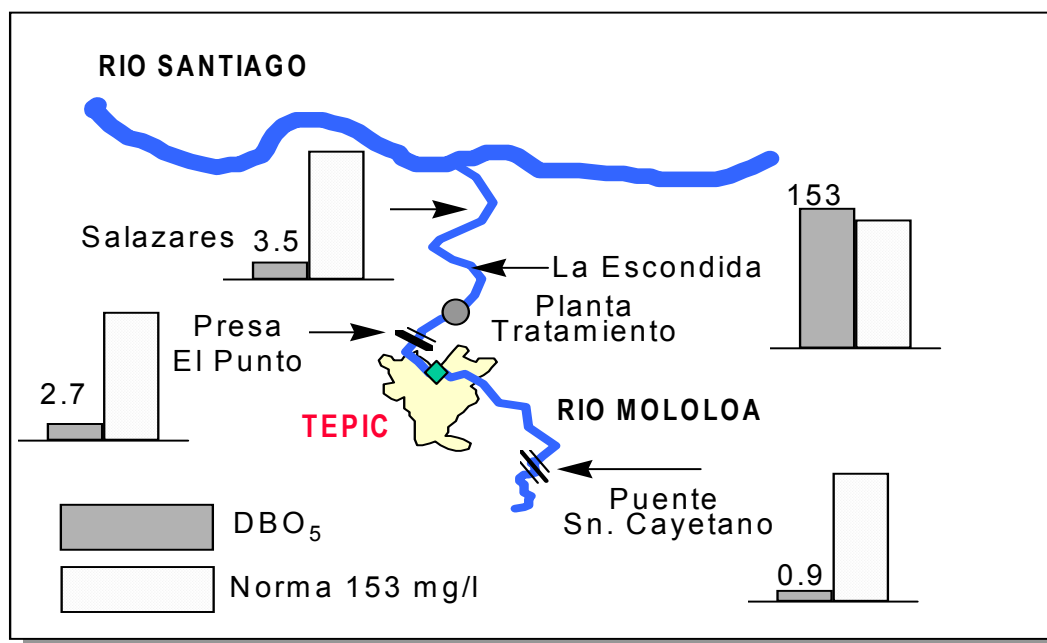 RIO SANTIAGO
153
Salazares
3.5
La Escondida
Planta
Tratamiento
Presa
El Punto
2.7
TEPIC
RIO MOLOLOA
Puente
Sn. Cayetano
0.9
DBO5
Norma 153 mg/l